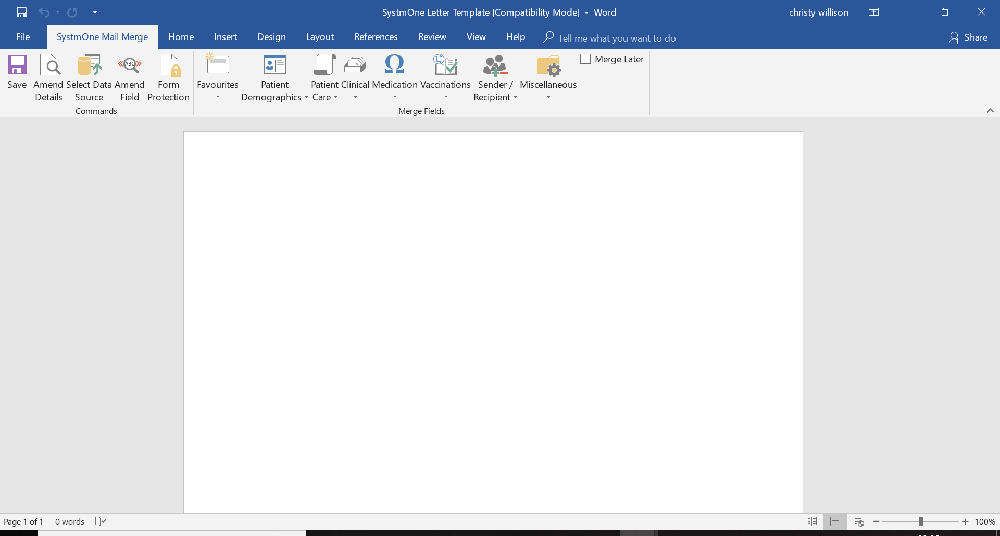 SystmOne Letter Template [Compatibility Mode] - Word
christy willison
File SystmOne Mail Merge Home Insert Design Layout References Review View Help Tell me what you want to do Share
Save Amend Details Select Data Source Amend Field Form Protection Favourites Patient Demographics Patient Care Clinical Medication Vaccinations Sender / Recipient Miscellaneous Merge Later
ABC
Commands Merge Fields
Page 1 of 1 0 words 100%